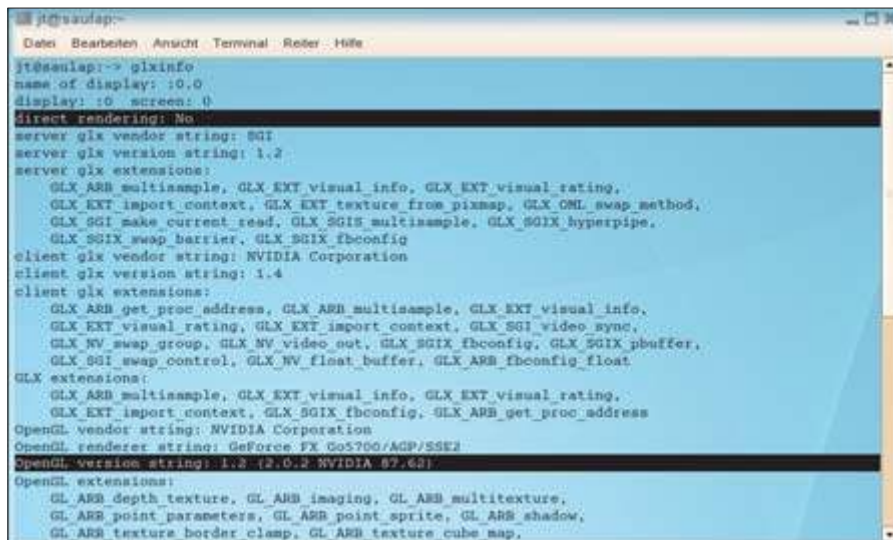 jt@saulap:~
Datei Bearbeiten Ansicht Terminal Reiter Hilfe
jt@saulap:~> glxinfo
name of display: :0.0
display: :0 screen: 0
direct rendering: No
server glx vendor string: SGI
server glx version string: 1.2
server glx extensions:
GLX_ARB_multisample, GLX_EXT_visual_info, GLX_EXT_visual_rating,
GLX_EXT_import_context, GLX_EXT_texture_from_pixmap, GLX_OML_swap_method,
GLX_SGI_make_current_read, GLX_SGIS_multisample, GLX_SGIX_hyperpipe,
GLX_SGIX_swap_barrier, GLX_SGIX_fbconfig
client glx vendor string: NVIDIA Corporation
client glx version string: 1.4
client glx extensions:
GLX_ARB_get_proc_address, GLX_ARB_multisample, GLX_EXT_visual_info,
GLX_EXT_visual_rating, GLX_EXT_import_context, GLX_SGI_video_sync,
GLX_NV_swap_group, GLX_NV_video_out, GLX_SGIX_fbconfig, GLX_SGIX_pbuffer,
GLX_SGI_swap_control, GLX_NV_float_buffer, GLX_ARB_fbconfig_float
GLX extensions:
GLX_ARB_multisample, GLX_EXT_visual_info, GLX_EXT_visual_rating,
GLX_EXT_import_context, GLX_SGIX_fbconfig, GLX_ARB_get_proc_address
OpenGL vendor string: NVIDIA Corporation
OpenGL renderer string: GeForce FX Go5700/AGP/SSE2
OpenGL version string: 1.2 (2.0.2 NVIDIA 87.62)
OpenGL extensions:
GL_ARB_depth_texture, GL_ARB_imaging, GL_ARB_multitexture,
GL_ARB_point_parameters, GL_ARB_point_sprite, GL_ARB_shadow,
GL_ARB_texture_border_clamp, GL_ARB_texture_cube_map,